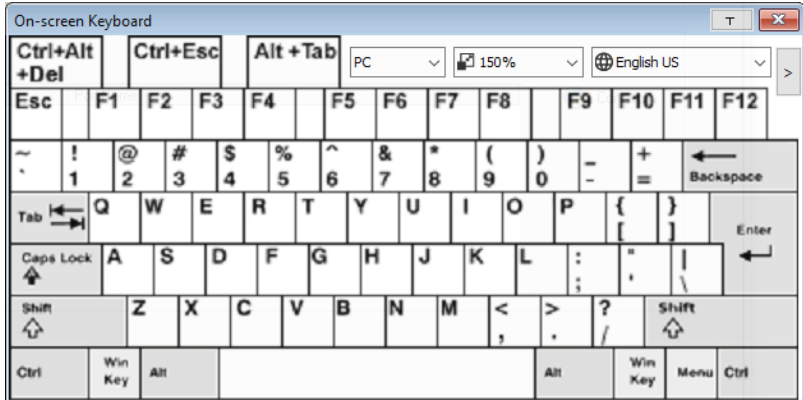 On-screen Keyboard
Ctrl+Alt +Del Ctrl+Esc Alt +Tab PC 150% English US >
Esc F1 F2 F3 F4 F5 F6 F7 F8 F9 F10 F11 F12
~ ` ! 1 @ 2 # 3 $ 4 % 5 ^ 6 & 7 * 8 ( 9 ) 0 _ - + = Backspace
Tab Q W E R T Y U I O P { [ } ] Enter
Caps Lock A S D F G H J K L : ; " ' | \
Shift Z X C V B N M < , > . ? / Shift
Ctrl Win Key Alt Alt Win Key Menu Ctrl